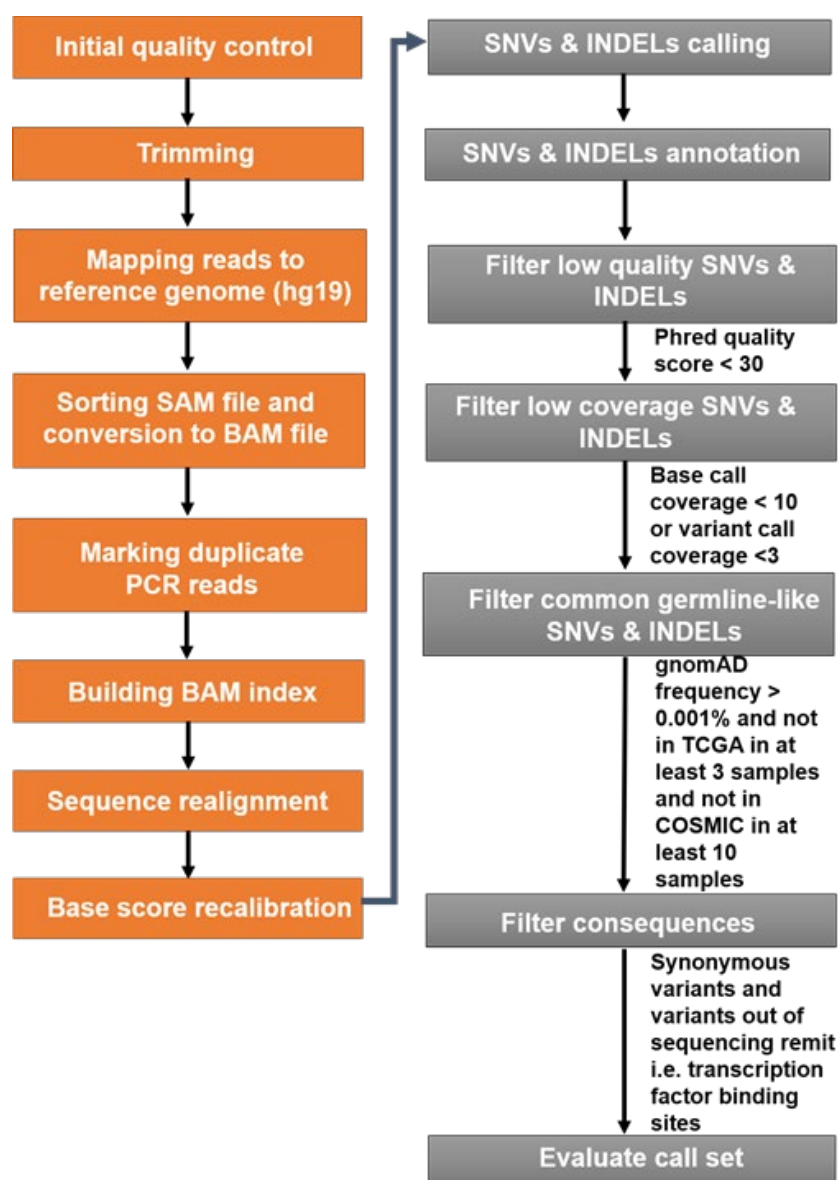 Initial quality control
Trimming
Mapping reads to
reference genome (hg19)
Sorting SAM file and
conversion to BAM file
Marking duplicate
PCR reads
Building BAM index
Sequence realignment
Base score recalibration
SNVs & INDELs calling
SNVs & INDELs annotation
Filter low quality SNVs &
INDELs
Phred quality
score < 30
Filter low coverage SNVs &
INDELs
Base call
coverage < 10
or variant call
coverage <3
Filter common germline-like
SNVs & INDELs
gnomAD
frequency >
0.001% and not
in TCGA in at
least 3 samples
and not in
COSMIC in at
least 10
samples
Filter consequences
Synonymous
variants and
variants out of
sequencing remit
i.e. transcription
factor binding
sites
Evaluate call set